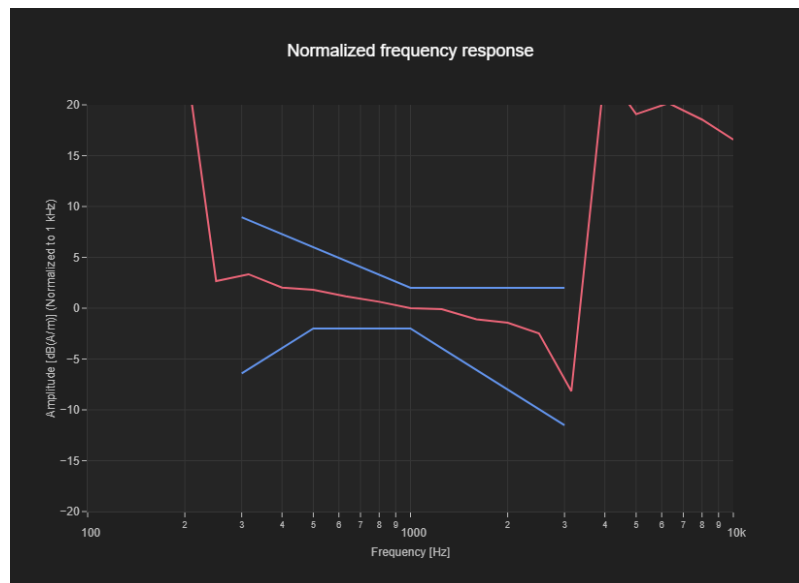 Normalized frequency response
20
15
10
5
0
−5
−10
−15
−20
Amplitude [dB(A/m)] (Normalized to 1 kHz)
100 2 3 4 5 6 7 8 9 1000 2 3 4 5 6 7 8 9 10k
Frequency [Hz]